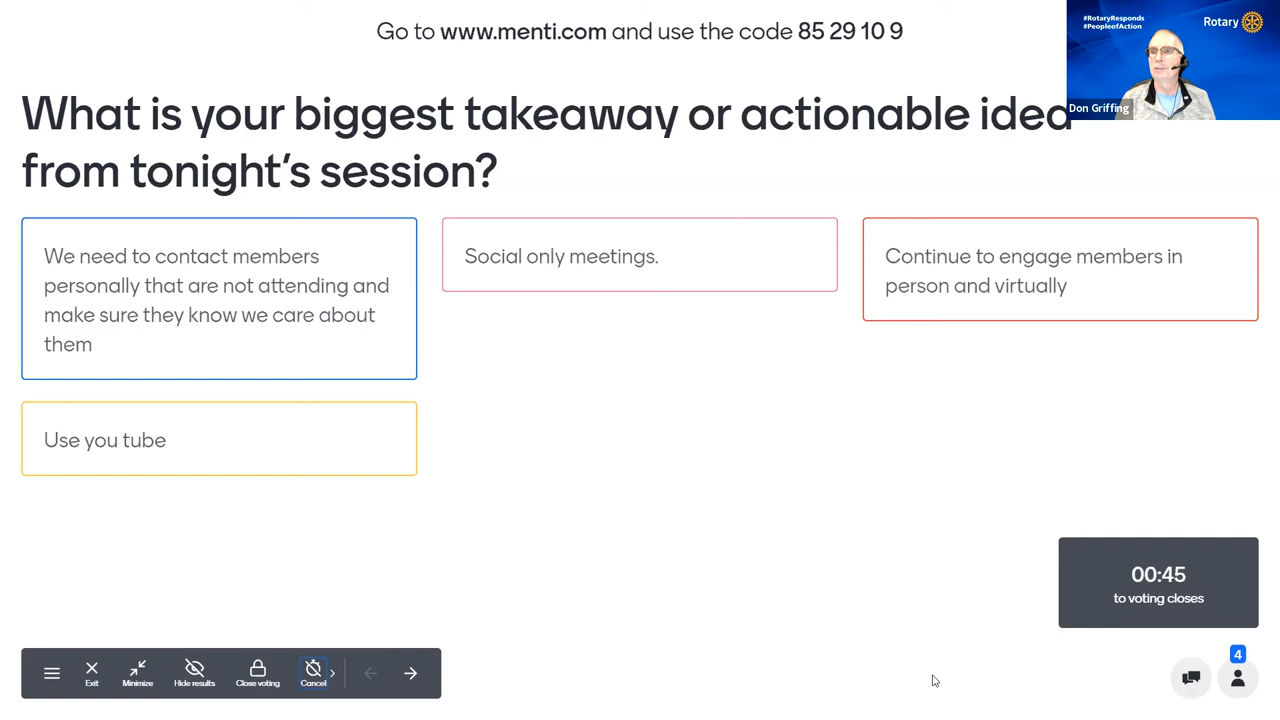 Go to www.menti.com and use the code 85 29 10 9
#RotaryResponds
#PeopleofAction
Rotary
Don Griffing
What is your biggest takeaway or actionable idea
from tonight's session?
We need to contact members
personally that are not attending and
make sure they know we care about
them
Social only meetings.
Continue to engage members in
person and virtually
Use you tube
00:45
to voting closes
4
Exit
Minimize
Hide results
Close voting
Cancel